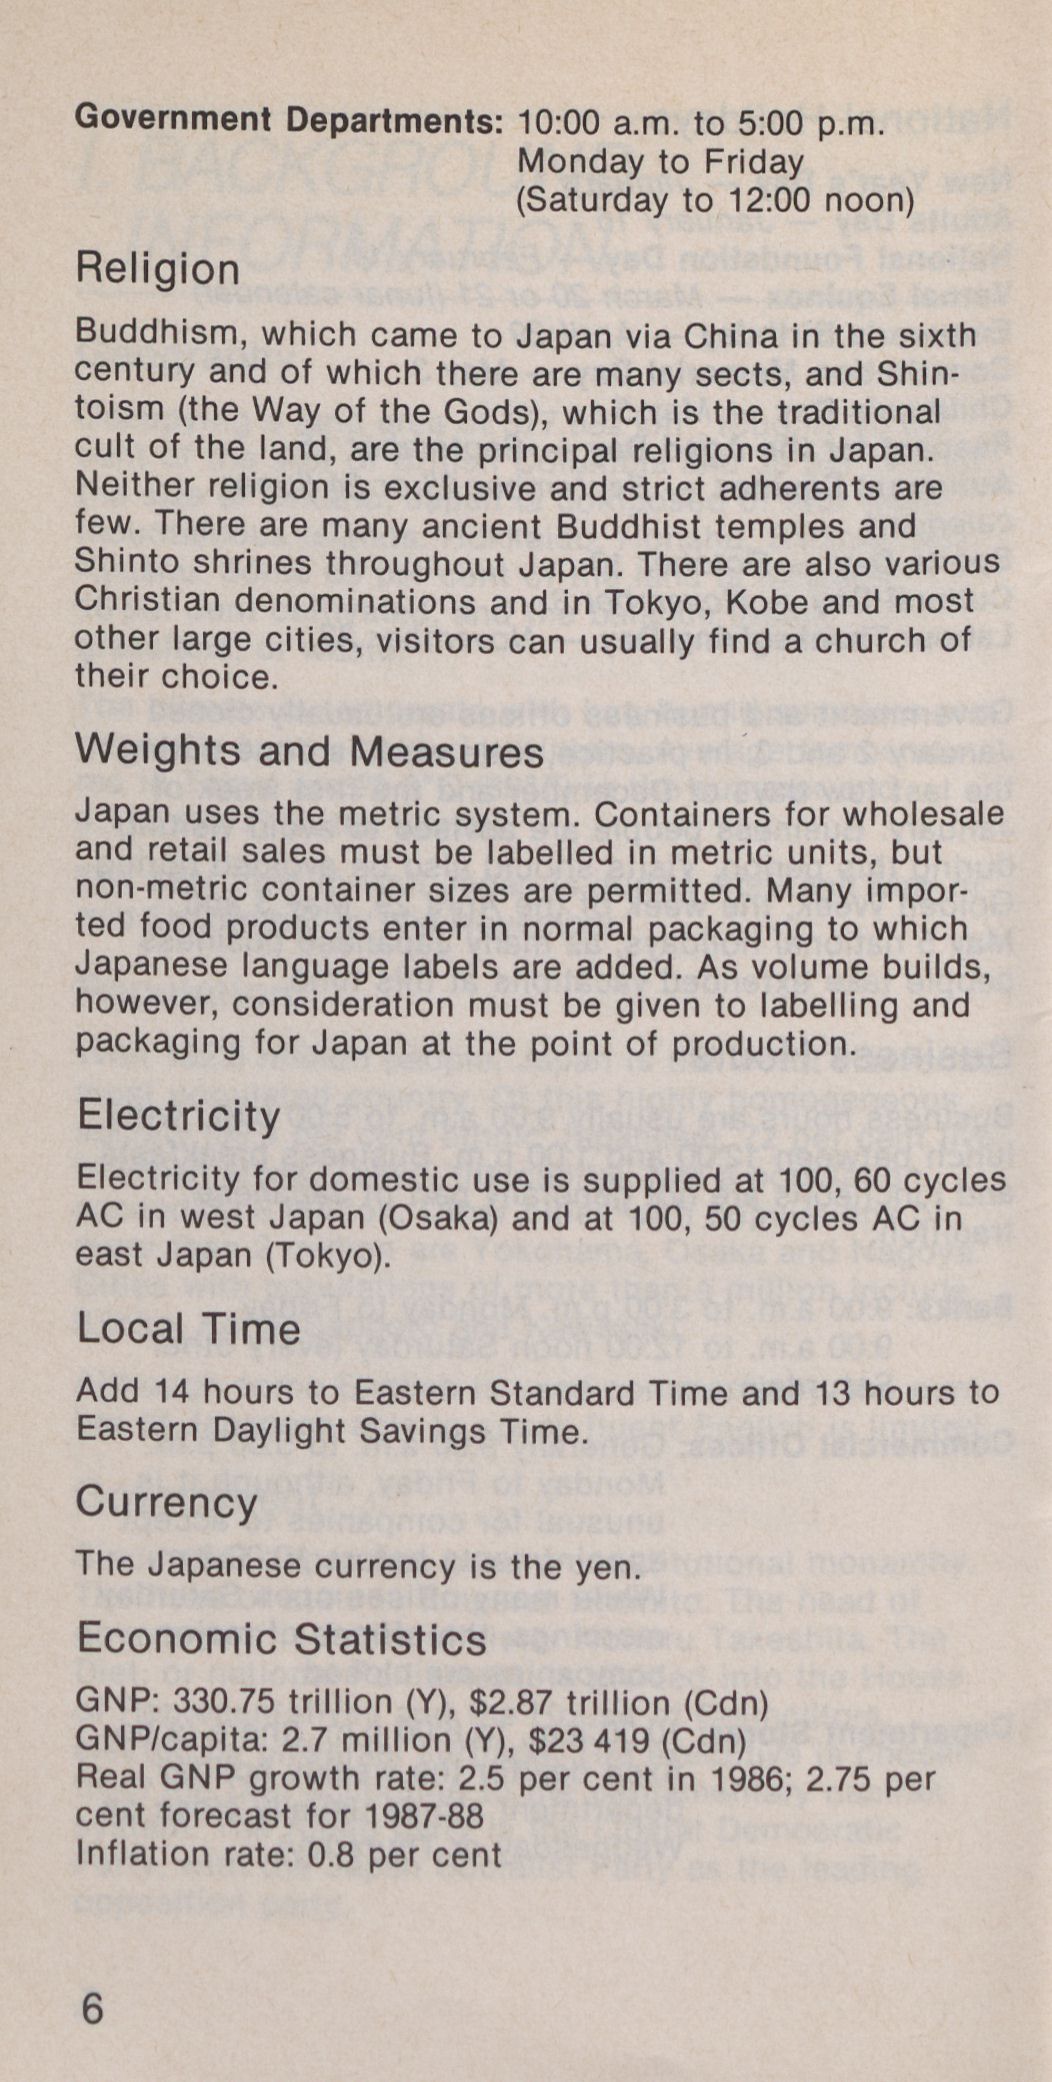 Government Departments: 10:00 a.m. to 5:00 p.m.
Monday to Friday
(Saturday to 12:00 noon)
Religion
Buddhism, which came to Japan via China in the sixth
century and of which there are many sects, and Shin-
toism (the Way of the Gods), which is the traditional
cult of the land, are the principal religions in Japan.
Neither religion is exclusive and strict adherents are
few. There are many ancient Buddhist temples and
Shinto shrines throughout Japan. There are also various
Christian denominations and in Tokyo, Kobe and most
other large cities, visitors can usually find a church of
their choice.
Weights and Measures
Japan uses the metric system. Containers for wholesale
and retail sales must be labelled in metric units, but
non-metric container sizes are permitted. Many impor-
ted food products enter in normal packaging to which
Japanese language labels are added. As volume builds,
however, consideration must be given to labelling and
packaging for Japan at the point of production.
Electricity
Electricity for domestic use is supplied at 100, 60 cycles
AC in west Japan (Osaka) and at 100, 50 cycles AC in
east Japan (Tokyo).
Local Time
Add 14 hours to Eastern Standard Time and 13 hours to
Eastern Daylight Savings Time.
Currency
The Japanese currency is the yen.
Economic Statistics
GNP: 330.75 trillion (Y), $2.87 trillion (Cdn)
GNP/capita: 2.7 million (Y), $23 419 (Cdn)
Real GNP growth rate: 2.5 per cent in 1986; 2.75 per
cent forecast for 1987-88
Inflation rate: 0.8 per cent
6